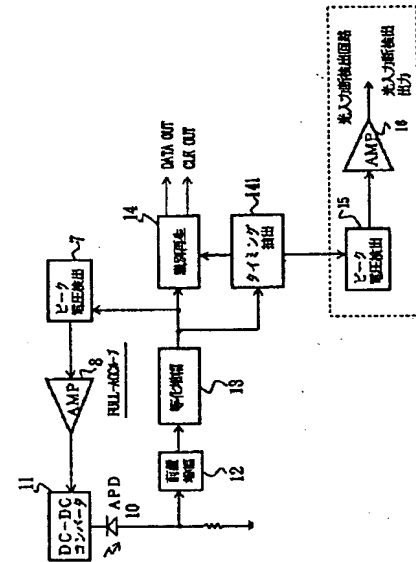 11
DC-DC
コンバータ
AMP
8
ピーク
電圧検出
7
FULL-AGCループ
APD
10
前置
増幅
12
等化増幅
13
14
識別再生
DATA OUT
CLK OUT
141
タイミング
抽出
15
ピーク
電圧検出
AMP
16
光入力断検出回路
光入力断検出
出力